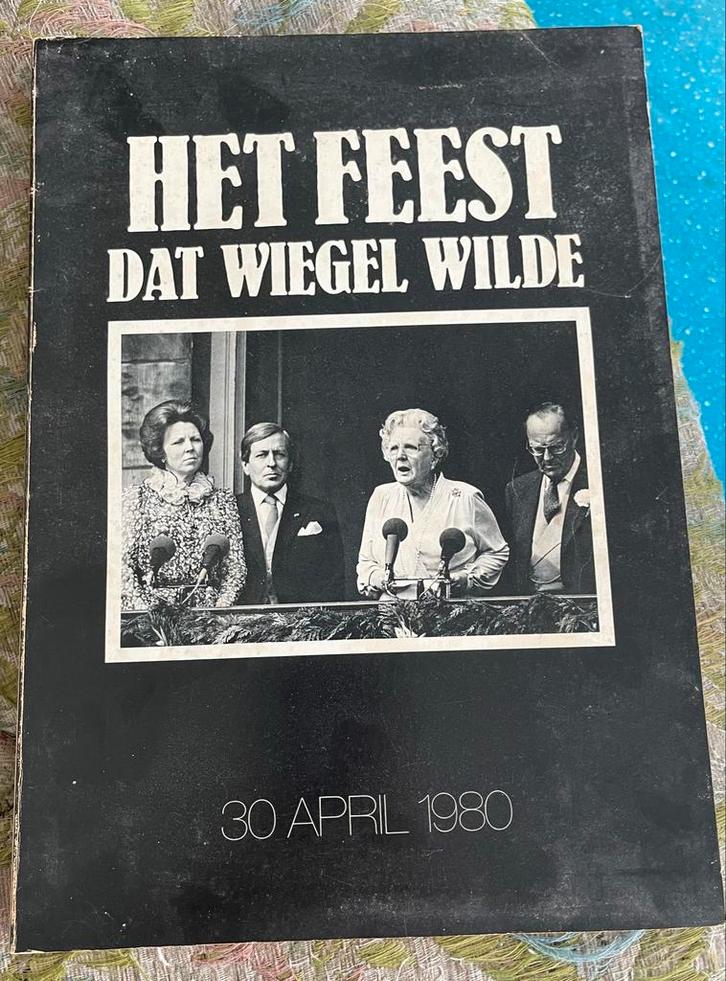 HET FEEST
DAT WIEGEL WILDE
30 APRIL 1980